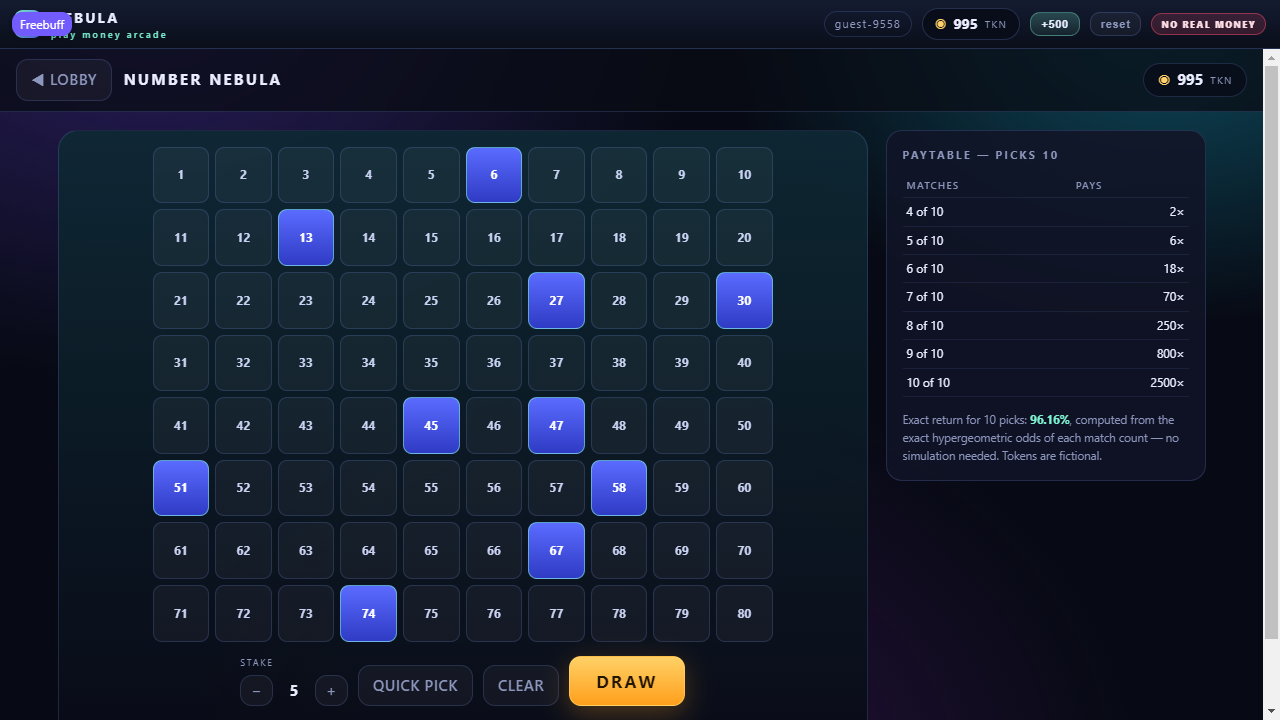 Freebuff
EBULA
play money arcade
guest-9558
995 TKN
+500
reset
NO REAL MONEY
◀ LOBBY
NUMBER NEBULA
995 TKN
1 2 3 4 5 6 7 8 9 10
11 12 13 14 15 16 17 18 19 20
21 22 23 24 25 26 27 28 29 30
31 32 33 34 35 36 37 38 39 40
41 42 43 44 45 46 47 48 49 50
51 52 53 54 55 56 57 58 59 60
61 62 63 64 65 66 67 68 69 70
71 72 73 74 75 76 77 78 79 80
STAKE
− 5 +
QUICK PICK
CLEAR
DRAW
PAYTABLE — PICKS 10
MATCHES PAYS
4 of 10 2×
5 of 10 6×
6 of 10 18×
7 of 10 70×
8 of 10 250×
9 of 10 800×
10 of 10 2500×
Exact return for 10 picks: 96.16%, computed from the
exact hypergeometric odds of each match count — no
simulation needed. Tokens are fictional.